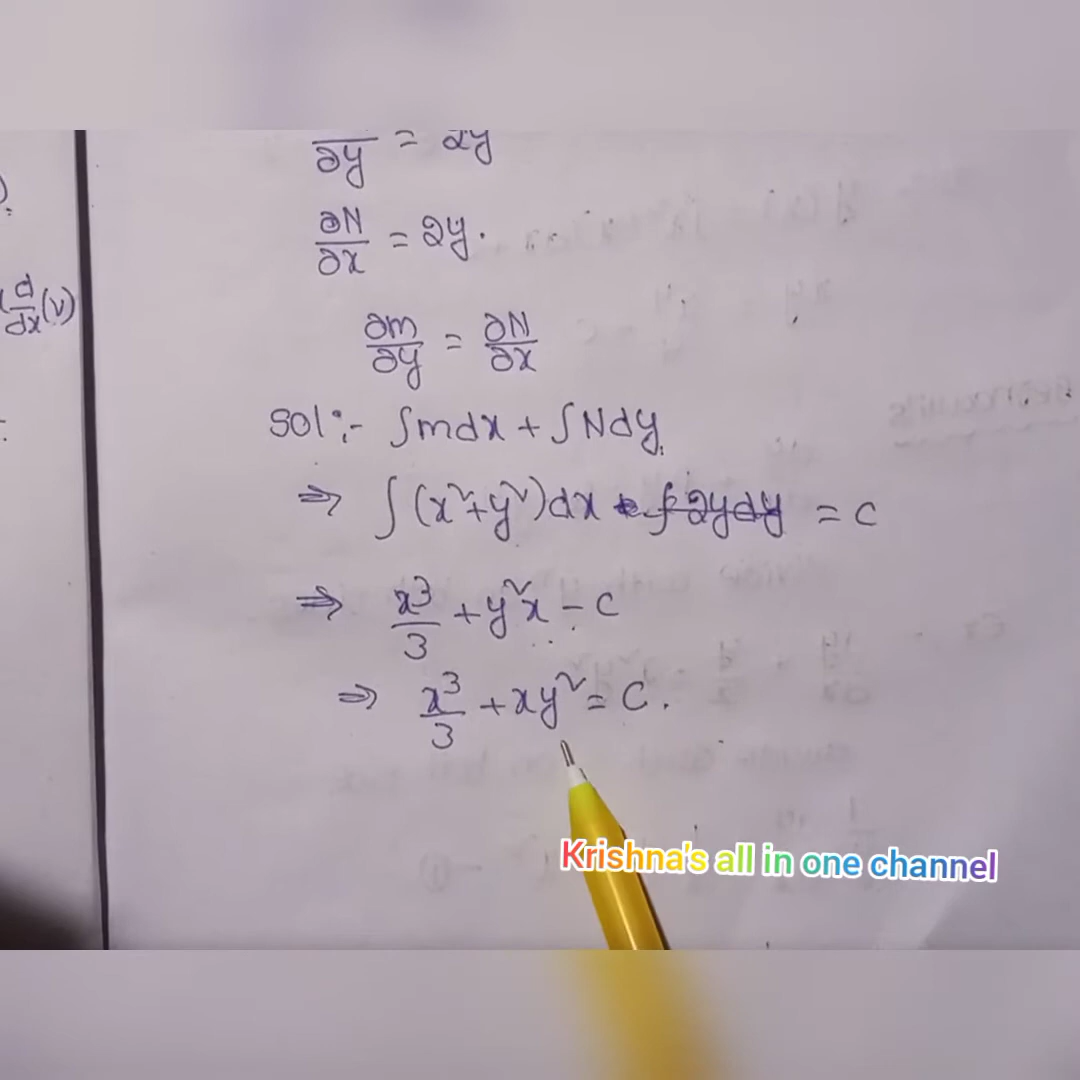 ∂y = 2y
∂N/∂x = 2y.
d/dx(v)
∂m/∂y = ∂N/∂x
Sol:- ∫mdx + ∫Ndy.
⇒ ∫(x²+y²)dx + ∫2ydy = C
⇒ x³/3 + y²x - C
⇒ x³/3 + xy² = C.
Krishna's all in one channel